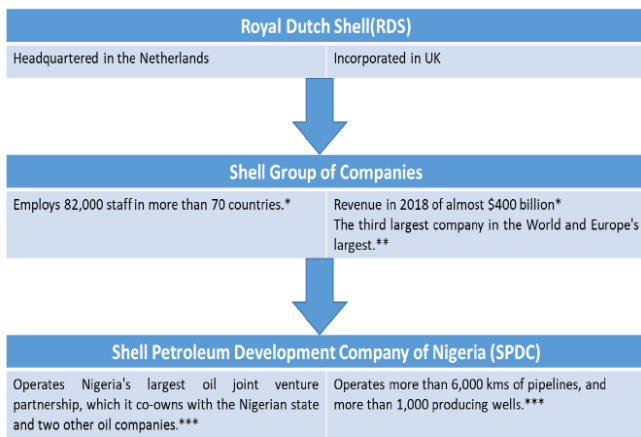 Royal Dutch Shell(RDS)
Headquartered in the Netherlands
Incorporated in UK
Shell Group of Companies
Employs 82,000 staff in more than 70 countries.*
Revenue in 2018 of almost $400 billion*
The third largest company in the World and Europe's
largest.**
Shell Petroleum Development Company of Nigeria (SPDC)
Operates Nigeria's largest oil joint venture
partnership, which it co-owns with the Nigerian state
and two other oil companies.***
Operates more than 6,000 kms of pipelines, and
more than 1,000 producing wells.***